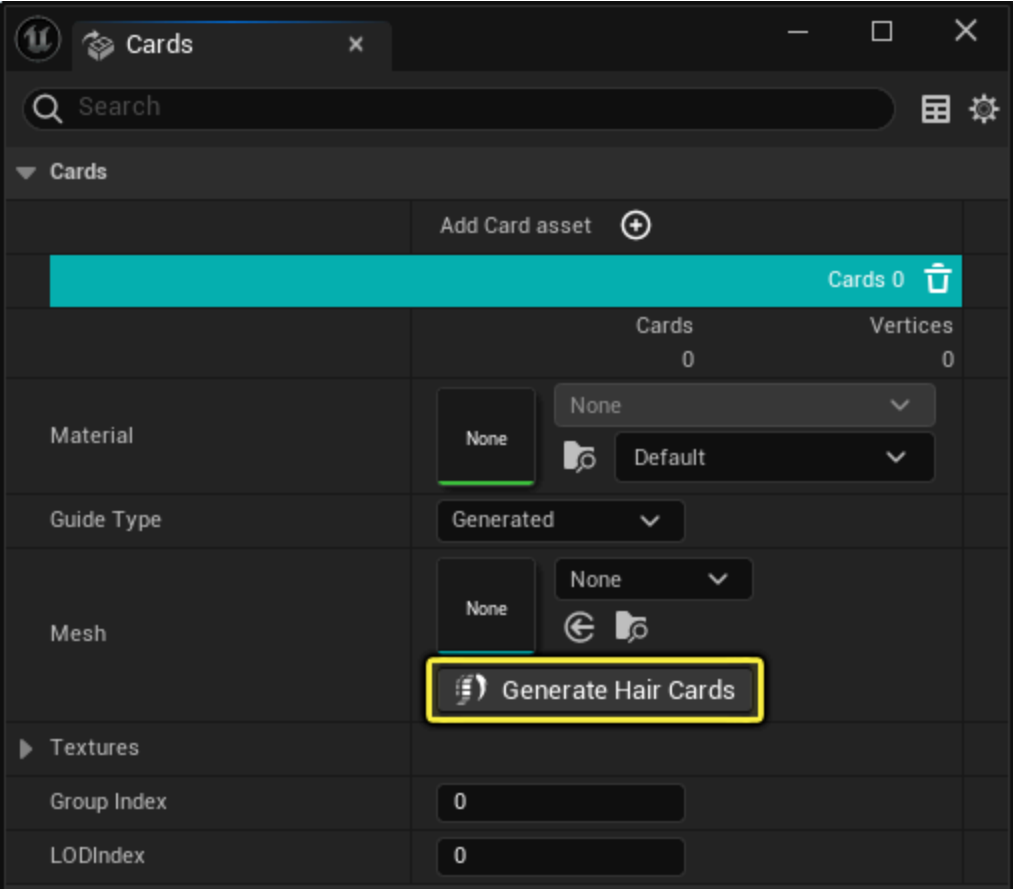 Cards
Search
Cards
Add Card asset
Cards 0
Cards Vertices
0 0
Material
None
None
Default
Guide Type
Generated
Mesh
None
None
Generate Hair Cards
Textures
Group Index
0
LODIndex
0